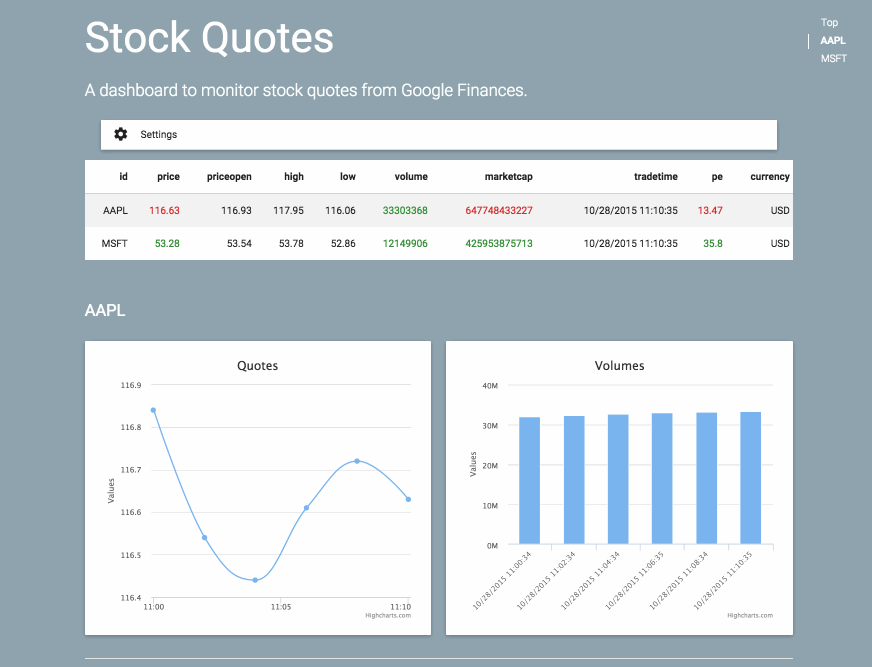 Stock Quotes
Top
AAPL
MSFT
A dashboard to monitor stock quotes from Google Finances.
Settings
id price priceopen high low volume marketcap tradetime pe currency
AAPL 116.63 116.93 117.95 116.06 33303368 647748433227 10/28/2015 11:10:35 13.47 USD
MSFT 53.28 53.54 53.78 52.86 12149906 425953875713 10/28/2015 11:10:35 35.8 USD
AAPL
Quotes
116.9
116.8
116.7
116.6
116.5
116.4
Values
11:00 11:05 11:10
Highcharts.com
Volumes
40M
30M
20M
10M
0M
Values
10/28/2015 11:00:34
10/28/2015 11:02:34
10/28/2015 11:04:34
10/28/2015 11:06:35
10/28/2015 11:08:34
10/28/2015 11:10:35
Highcharts.com